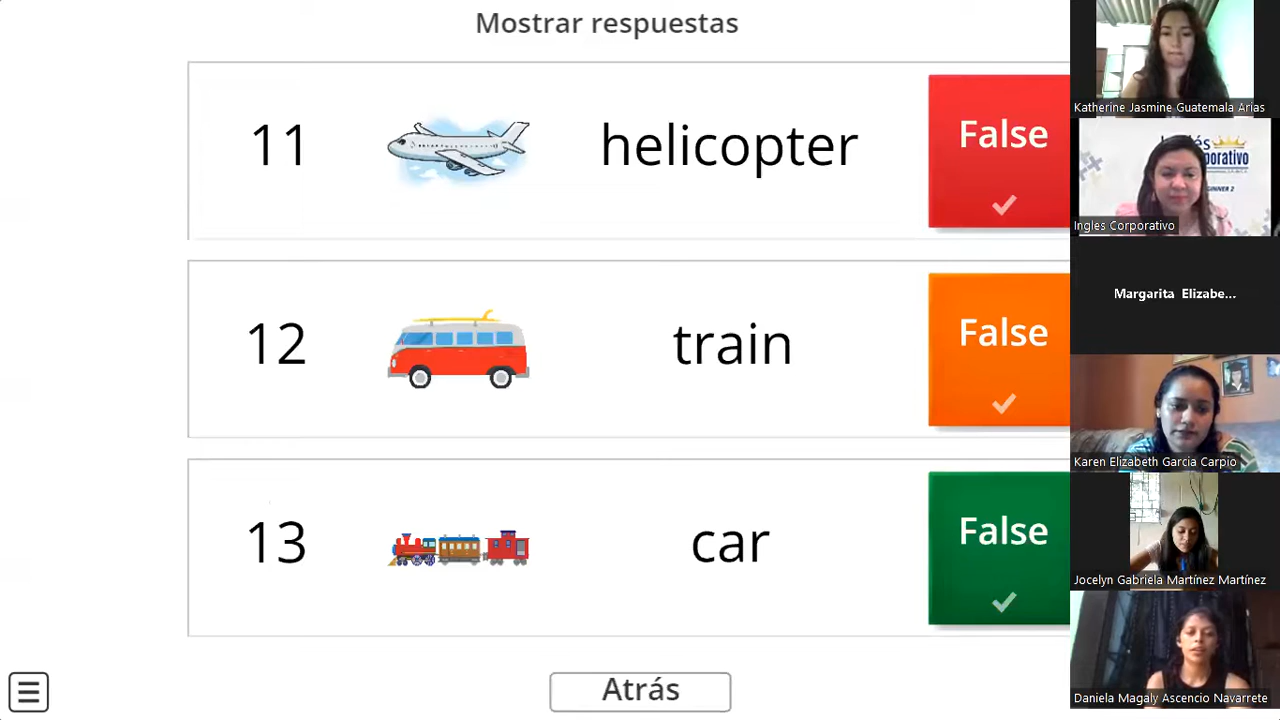 Mostrar respuestas
11 helicopter False
12 train False
13 car False
Atrás
Katherine Jasmine Guatemala Arias
Ingles Corporativo
Margarita Elizabe...
Karen Elizabeth Garcia Carpio
Jocelyn Gabriela Martínez Martínez
Daniela Magaly Ascencio Navarrete